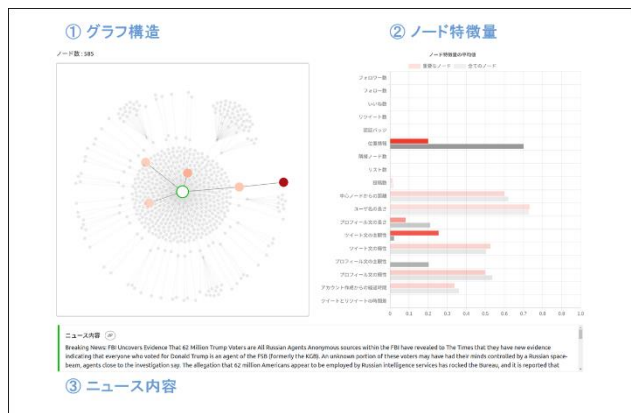 ① グラフ構造
② ノード特徴量
ノード数 : 585
ノード特徴量の平均値
重要なノード
全てのノード
フォロワー数
フォロー数
いいね数
リツイート数
認証バッジ
位置情報
隣接ノード数
リスト数
投稿数
中心ノードからの距離
ユーザ名の長さ
プロフィール文の長さ
ツイート文の主観性
ツイート文の極性
プロフィール文の主観性
プロフィール文の極性
アカウント作成からの経過時間
ツイートとリツイートの時間差
0 0.1 0.2 0.3 0.4 0.5 0.6 0.7 0.8 0.9 1.0
ニュース内容
Breaking News: FBI Uncovers Evidence That 62 Million Trump Voters are All Russian Agents Anonymous sources within the FBI have revealed to The Times that they have new evidence
indicating that everyone who voted for Donald Trump is an agent of the FSB (formerly the KGB). An unknown portion of these voters may have had their minds controlled by a Russian space-
beam, agents close to the investigation say. The allegation that 62 million Americans appear to be employed by Russian intelligence services has rocked the Bureau, and it is reported that
③ ニュース内容